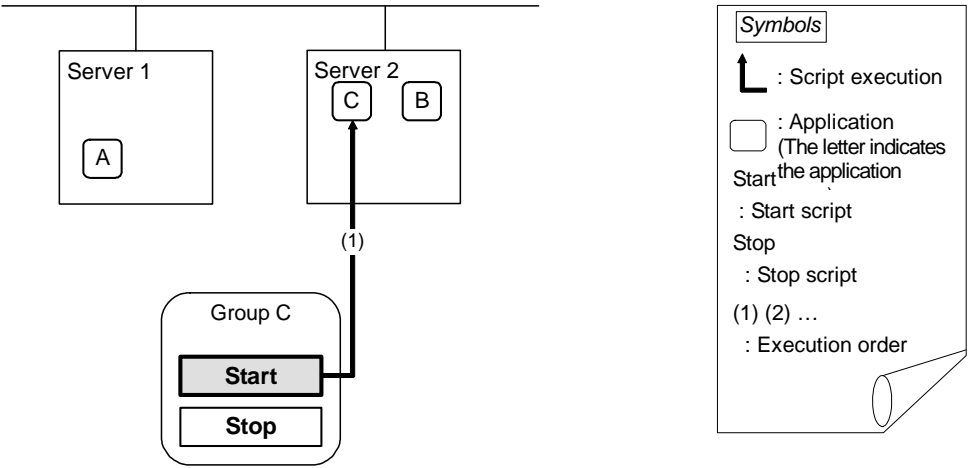 Server 1
Server 2
C
B
A
(1)
Group C
Start
Stop
Symbols
: Script execution
: Application
(The letter indicates
the application
Start
: Start script
Stop
: Stop script
(1) (2) …
: Execution order